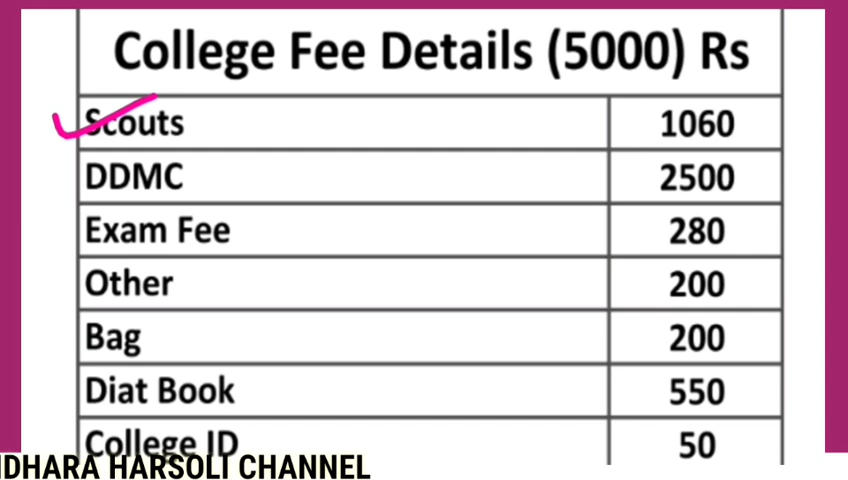 College Fee Details (5000) Rs
Scouts 1060
DDMC 2500
Exam Fee 280
Other 200
Bag 200
Diat Book 550
College ID 50
HARSOLI CHANNEL